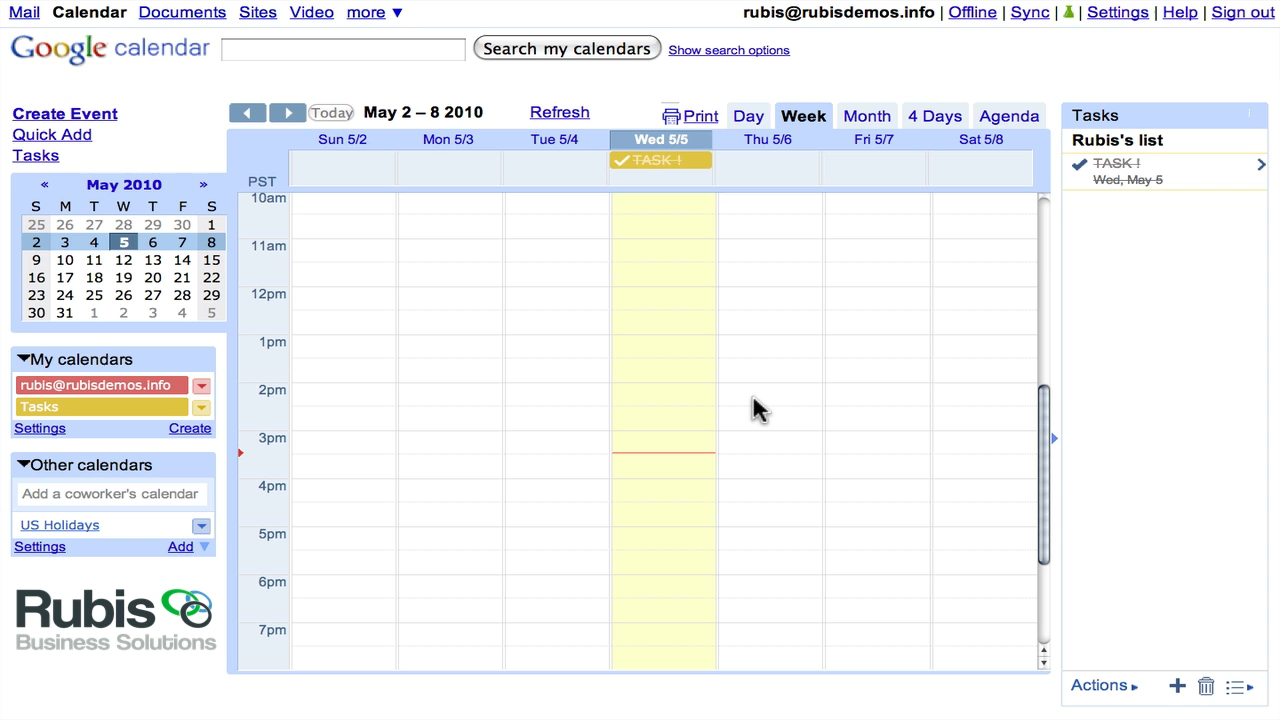 Mail Calendar Documents Sites Video more ▼
rubis@rubisdemos.info | Offline | Sync | | Settings | Help | Sign out
Google calendar
Search my calendars
Show search options
Create Event
Quick Add
Tasks
« May 2010 »
S M T W T F S
25 26 27 28 29 30 1
2 3 4 5 6 7 8
9 10 11 12 13 14 15
16 17 18 19 20 21 22
23 24 25 26 27 28 29
30 31 1 2 3 4 5
My calendars
rubis@rubisdemos.info
Tasks
Settings Create
Other calendars
Add a coworker's calendar
US Holidays
Settings Add
Rubis
Business Solutions
Today May 2 – 8 2010 Refresh Print Day Week Month 4 Days Agenda
Sun 5/2 Mon 5/3 Tue 5/4 Wed 5/5 Thu 5/6 Fri 5/7 Sat 5/8
TASK !
PST
10am
11am
12pm
1pm
2pm
3pm
4pm
5pm
6pm
7pm
Tasks
Rubis's list
TASK !
Wed, May 5
Actions